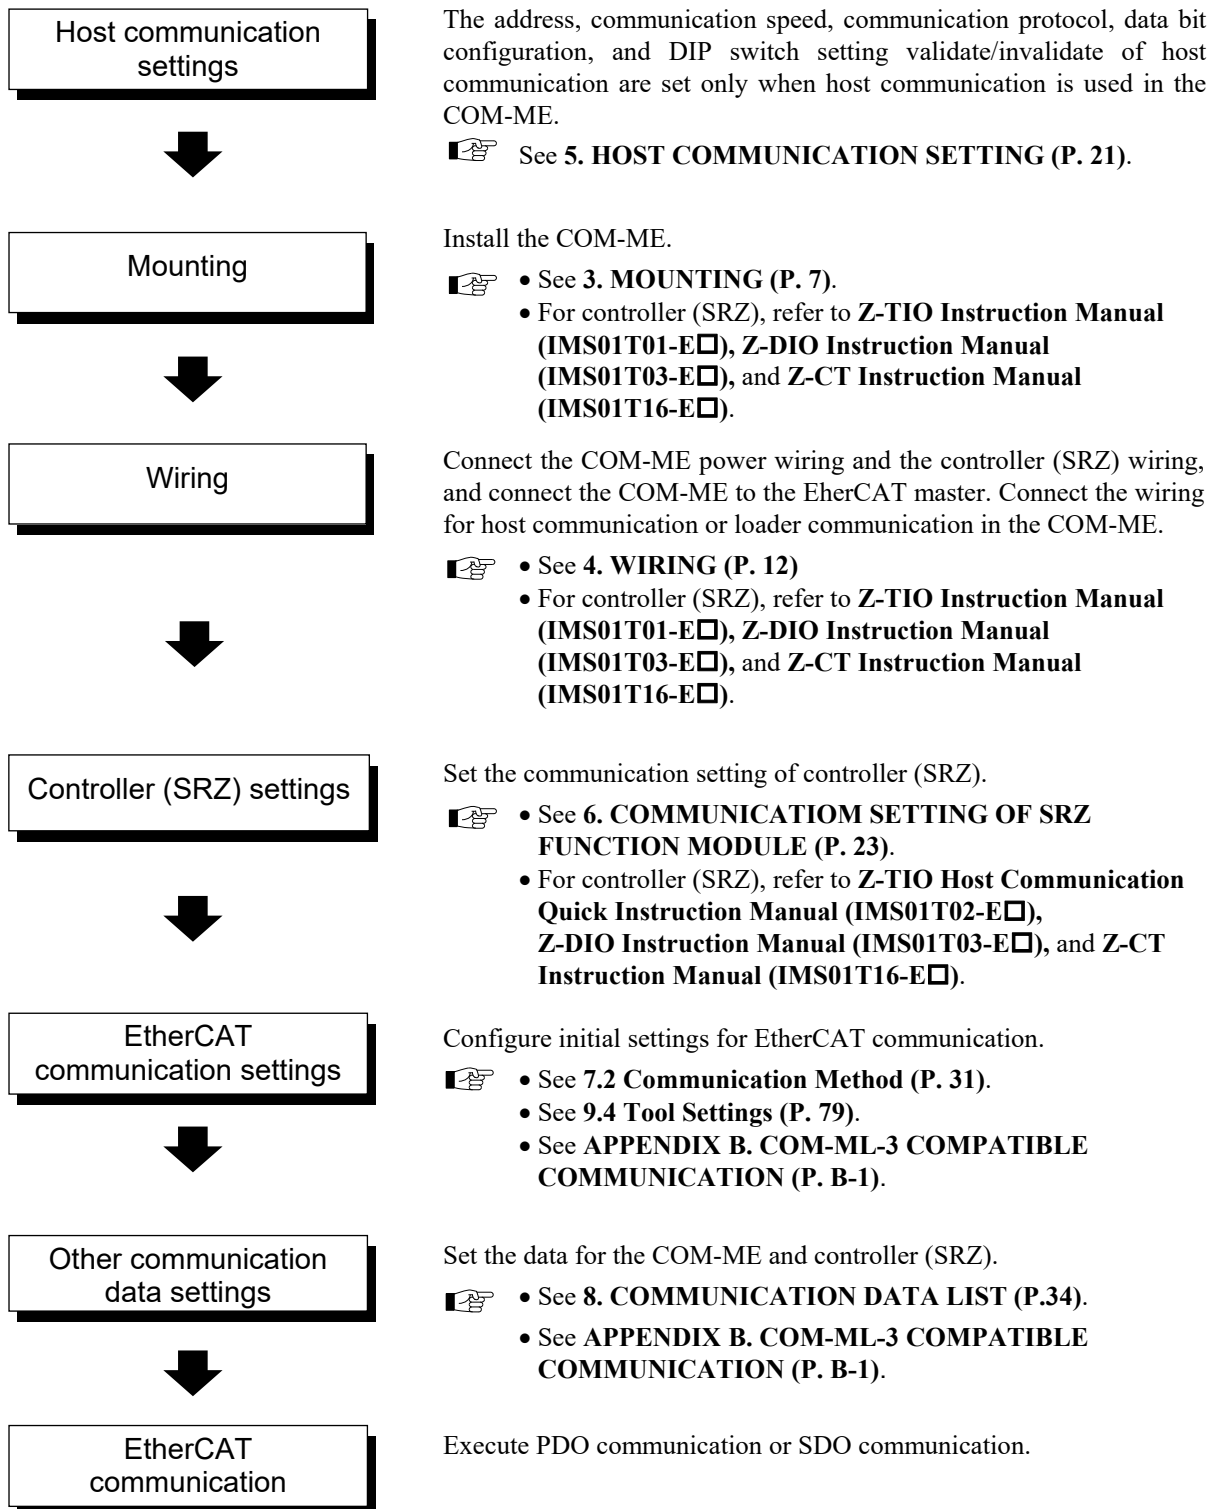 Host communication
settings
The address, communication speed, communication protocol, data bit
configuration, and DIP switch setting validate/invalidate of host
communication are set only when host communication is used in the
COM-ME.
See 5. HOST COMMUNICATION SETTING (P. 21).
Mounting
Install the COM-ME.
• See 3. MOUNTING (P. 7).
• For controller (SRZ), refer to Z-TIO Instruction Manual
(IMS01T01-E□), Z-DIO Instruction Manual
(IMS01T03-E□), and Z-CT Instruction Manual
(IMS01T16-E□).
Wiring
Connect the COM-ME power wiring and the controller (SRZ) wiring,
and connect the COM-ME to the EherCAT master. Connect the wiring
for host communication or loader communication in the COM-ME.
• See 4. WIRING (P. 12)
• For controller (SRZ), refer to Z-TIO Instruction Manual
(IMS01T01-E□), Z-DIO Instruction Manual
(IMS01T03-E□), and Z-CT Instruction Manual
(IMS01T16-E□).
Controller (SRZ) settings
Set the communication setting of controller (SRZ).
• See 6. COMMUNICATIOM SETTING OF SRZ
FUNCTION MODULE (P. 23).
• For controller (SRZ), refer to Z-TIO Host Communication
Quick Instruction Manual (IMS01T02-E□),
Z-DIO Instruction Manual (IMS01T03-E□), and Z-CT
Instruction Manual (IMS01T16-E□).
EtherCAT
communication settings
Configure initial settings for EtherCAT communication.
• See 7.2 Communication Method (P. 31).
• See 9.4 Tool Settings (P. 79).
• See APPENDIX B. COM-ML-3 COMPATIBLE
COMMUNICATION (P. B-1).
Other communication
data settings
Set the data for the COM-ME and controller (SRZ).
• See 8. COMMUNICATION DATA LIST (P.34).
• See APPENDIX B. COM-ML-3 COMPATIBLE
COMMUNICATION (P. B-1).
EtherCAT
communication
Execute PDO communication or SDO communication.